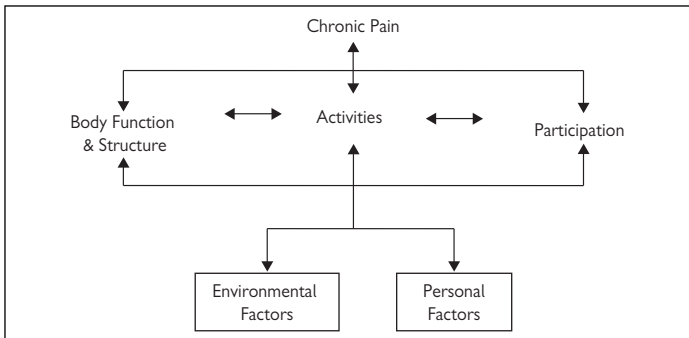 Chronic Pain
Body Function
& Structure
Activities
Participation
Environmental
Factors
Personal
Factors